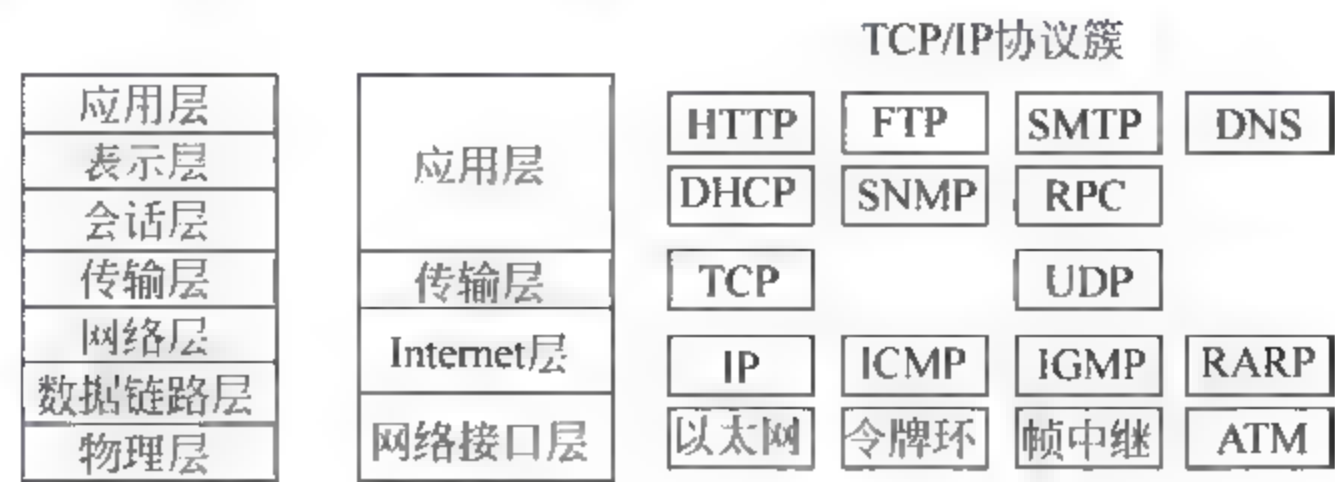 TCP/IP协议簇
应用层
表示层
会话层
传输层
网络层
数据链路层
物理层
应用层
传输层
Internet层
网络接口层
HTTP FTP SMTP DNS
DHCP SNMP RPC
TCP UDP
IP ICMP IGMP RARP
以太网 令牌环 帧中继 ATM